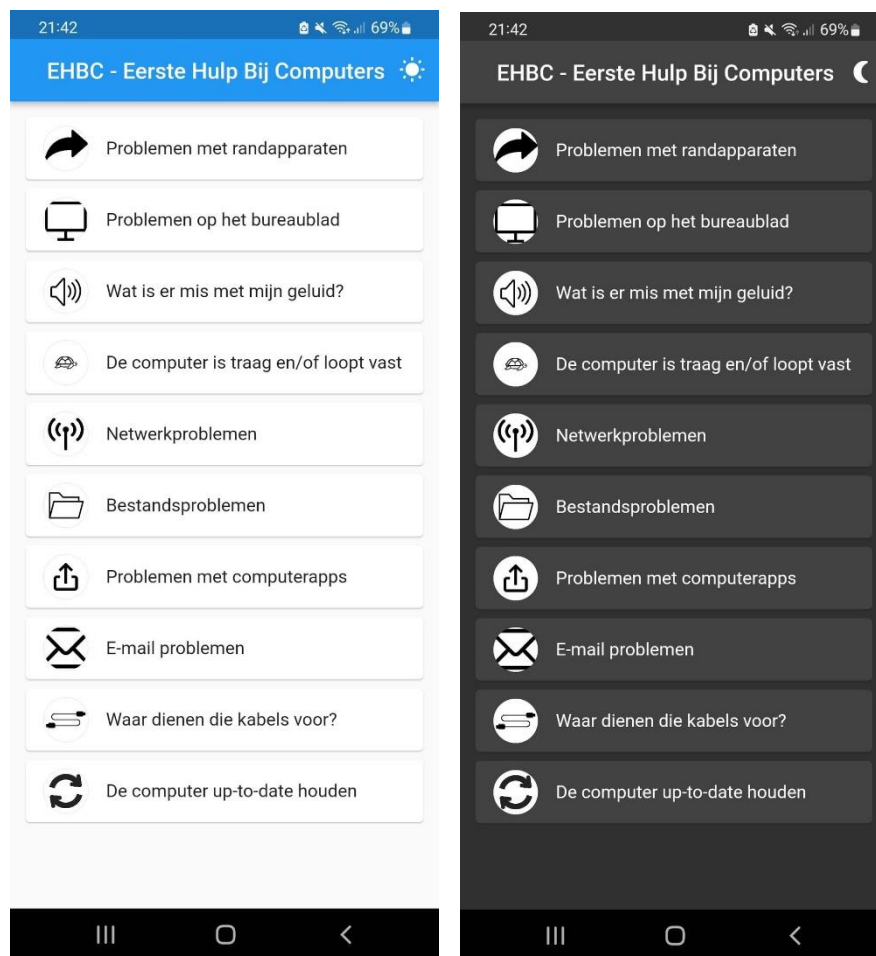 21:42
69%
EHBC - Eerste Hulp Bij Computers
Problemen met randapparaten
Problemen op het bureaublad
Wat is er mis met mijn geluid?
De computer is traag en/of loopt vast
Netwerkproblemen
Bestandsproblemen
Problemen met computerapps
E-mail problemen
Waar dienen die kabels voor?
De computer up-to-date houden
21:42
69%
EHBC - Eerste Hulp Bij Computers
Problemen met randapparaten
Problemen op het bureaublad
Wat is er mis met mijn geluid?
De computer is traag en/of loopt vast
Netwerkproblemen
Bestandsproblemen
Problemen met computerapps
E-mail problemen
Waar dienen die kabels voor?
De computer up-to-date houden